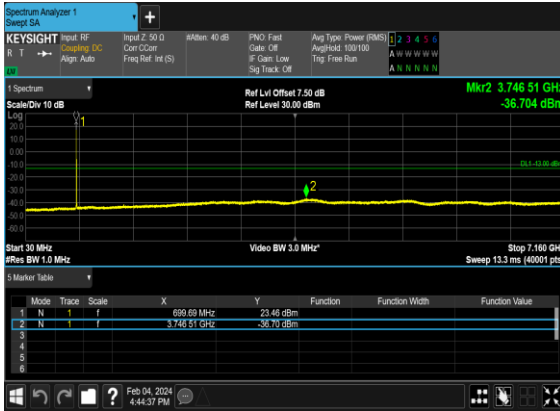 Spectrum Analyzer 1
Swept SA
+
KEYSIGHT Input: RF Input Z: 50 Ω #Atten: 40 dB PNO: Fast Avg Type: Power (RMS) 1 2 3 4 5 6
R T Coupling: DC Corr CCorr Gate: Off Avg|Hold: 100/100 A W W W W W
Align: Auto Freq Ref: Int (S) IF Gain: Low Trig: Free Run
Sig Track: Off A N N N N N
1 Spectrum Ref Lvl Offset 7.50 dB Mkr2 3.746 51 GH
Scale/Div 10 dB Ref Level 30.00 dBm -36.704 dBm
Log
20.0
10.0
0.00
-10.0
-20.0
-30.0
-40.0
-50.0
-60.0
1
2
DL1 -13.00 dBm
Start 30 MHz Video BW 3.0 MHz* Stop 7.160 GH
#Res BW 1.0 MHz Sweep 13.3 ms (40001 pts
5 Marker Table
Mode Trace Scale X Y Function Function Width Function Value
1 N 1 f 699.69 MHz 23.46 dBm
2 N 1 f 3.746 51 GHz -36.70 dBm
3
4
5
6
? Feb 04, 2024
4:44:37 PM